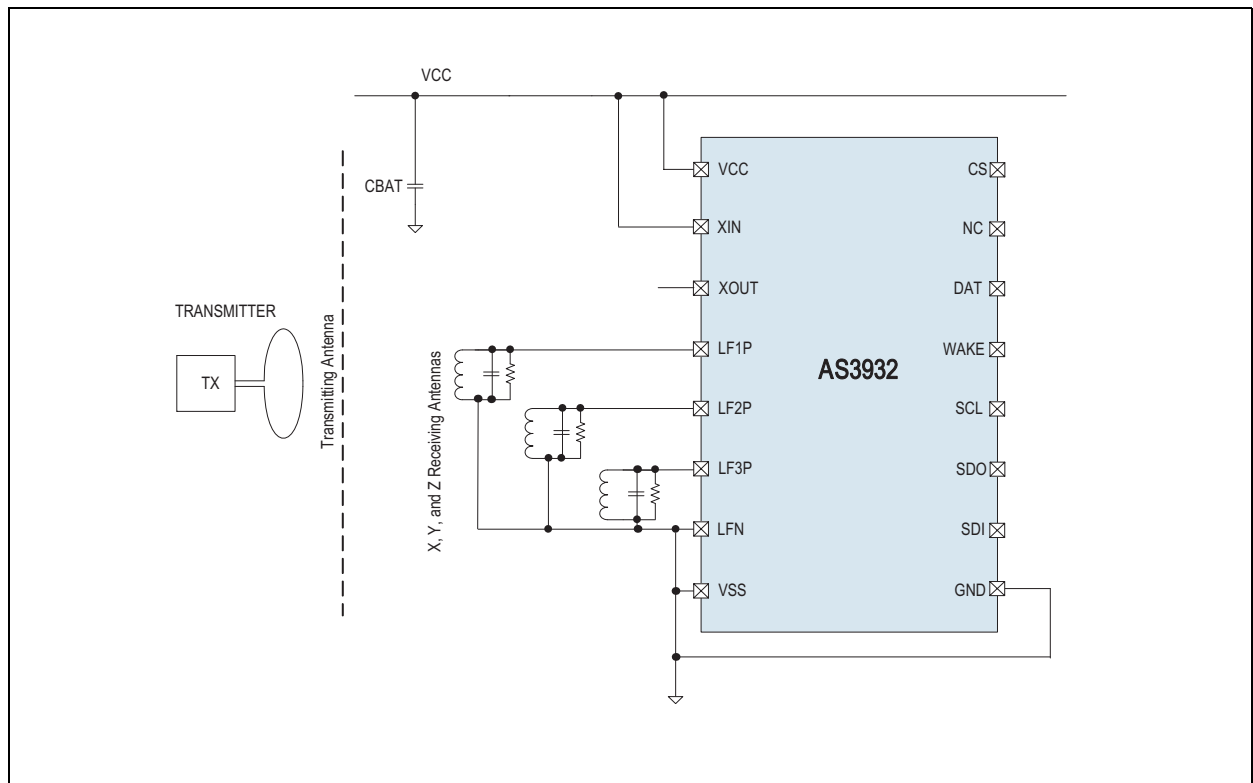 VCC
CBAT
TRANSMITTER
TX
Transmitting Antenna
X, Y, and Z Receiving Antennas
VCC
XIN
XOUT
LF1P
LF2P
LF3P
LFN
VSS
AS3932
CS
NC
DAT
WAKE
SCL
SDO
SDI
GND